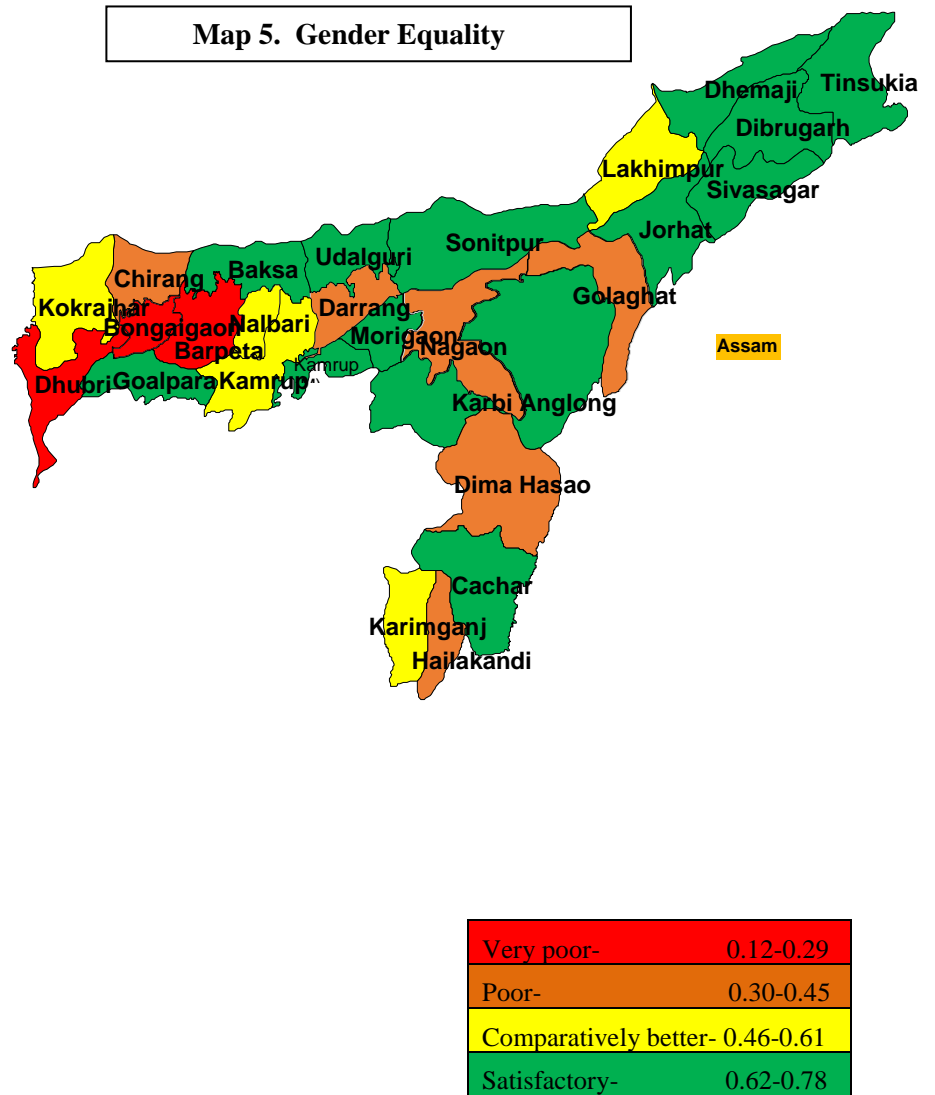 Map 5. Gender Equality
Tinsukia
Dhemaji
Dibrugarh
Lakhimpur
Sivasagar
Jorhat
Sonitpur
Udalguri
Baksa
Chirang
Golaghat
Kokrajhar
Darrang
Bongaigaon
Nalbari
Morigaon
Nagaon
Assam
Barpeta
Kamrup
Dhubri
Goalpara
Kamrup
Karbi Anglong
Dima Hasao
Cachar
Karimganj
Hailakandi
Very poor- 0.12-0.29
Poor- 0.30-0.45
Comparatively better- 0.46-0.61
Satisfactory- 0.62-0.78